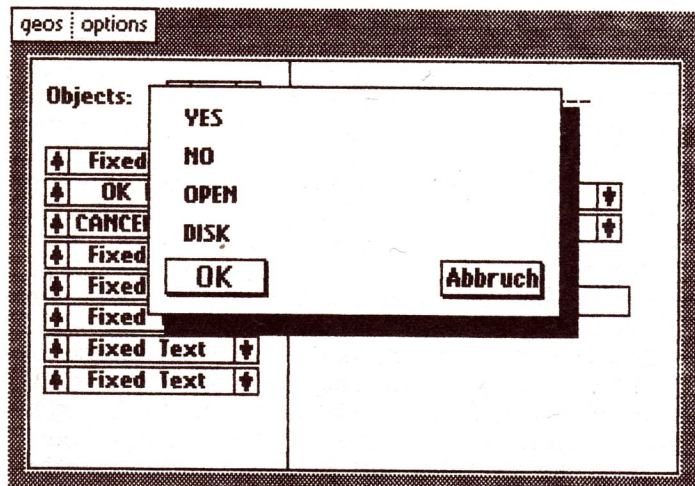 geos options
Objects:
YES
Fixed
NO
OK
OPEN
CANCEL
DISK
Fixed
OK
Abbruch
Fixed
Fixed
Fixed Text
Fixed Text